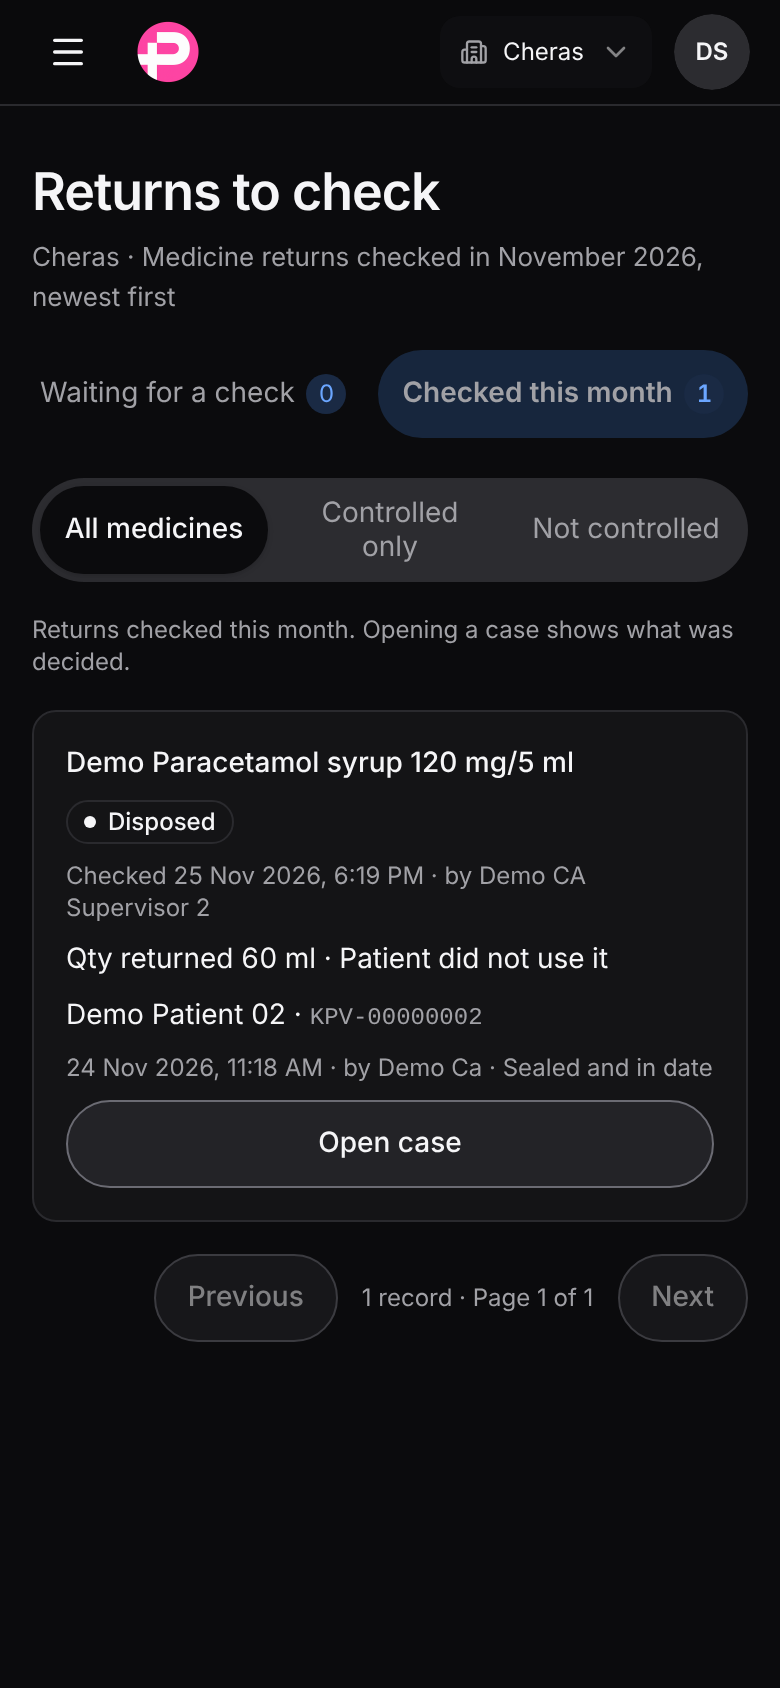 Cheras
DS
Returns to check
Cheras · Medicine returns checked in November 2026,
newest first
Waiting for a check 0
Checked this month 1
All medicines
Controlled
only
Not controlled
Returns checked this month. Opening a case shows what was
decided.
Demo Paracetamol syrup 120 mg/5 ml
Disposed
Checked 25 Nov 2026, 6:19 PM · by Demo CA
Supervisor 2
Qty returned 60 ml · Patient did not use it
Demo Patient 02 · KPV-00000002
24 Nov 2026, 11:18 AM · by Demo Ca · Sealed and in date
Open case
Previous
1 record · Page 1 of 1
Next